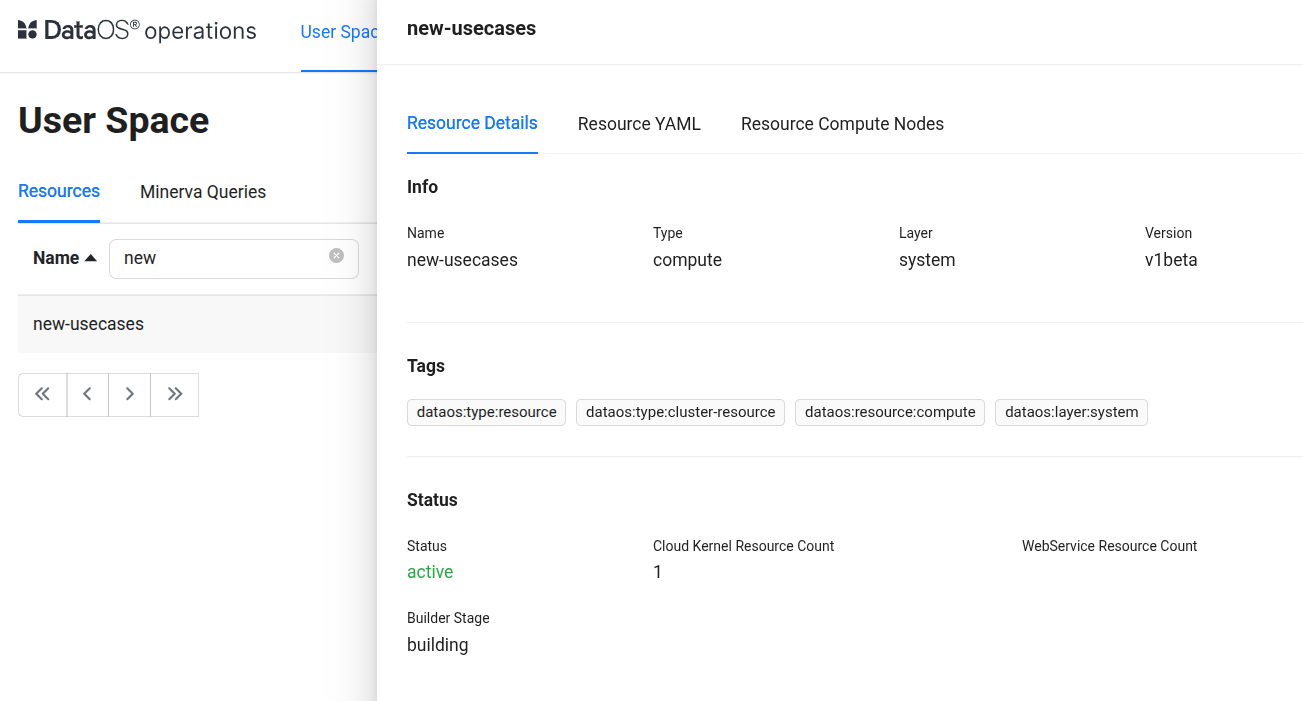 DataOS® operations
User Spac
User Space
Resources
Minerva Queries
Name
new
new-usecases
new-usecases
Resource Details
Resource YAML
Resource Compute Nodes
Info
Name
Type
Layer
Version
new-usecases
compute
system
v1beta
Tags
dataos:type:resource
dataos:type:cluster-resource
dataos:resource:compute
dataos:layer:system
Status
Status
Cloud Kernel Resource Count
WebService Resource Count
active
1
Builder Stage
building